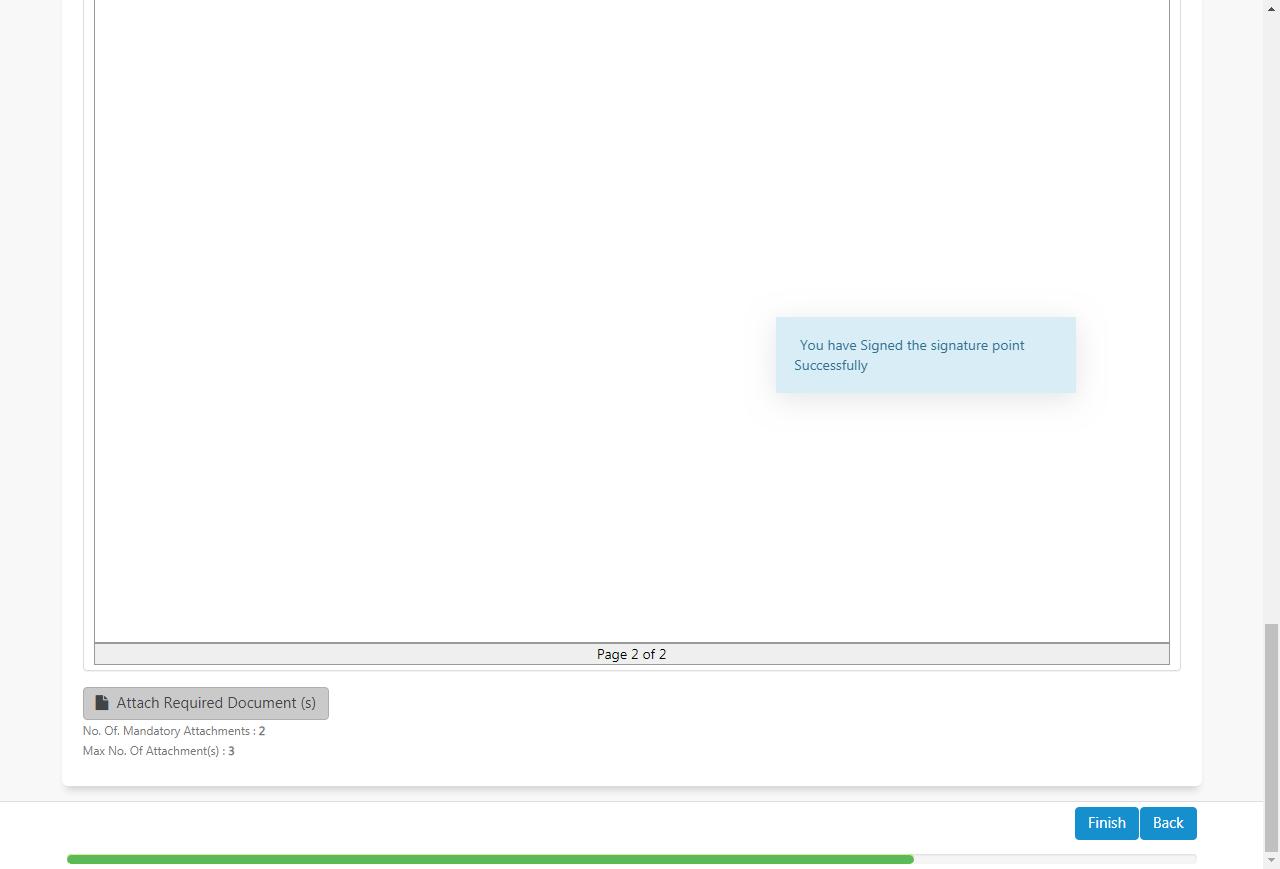 You have Signed the signature point
Successfully
Page 2 of 2
Attach Required Document (s)
No. Of. Mandatory Attachments : 2
Max No. Of Attachment(s) : 3
Finish Back